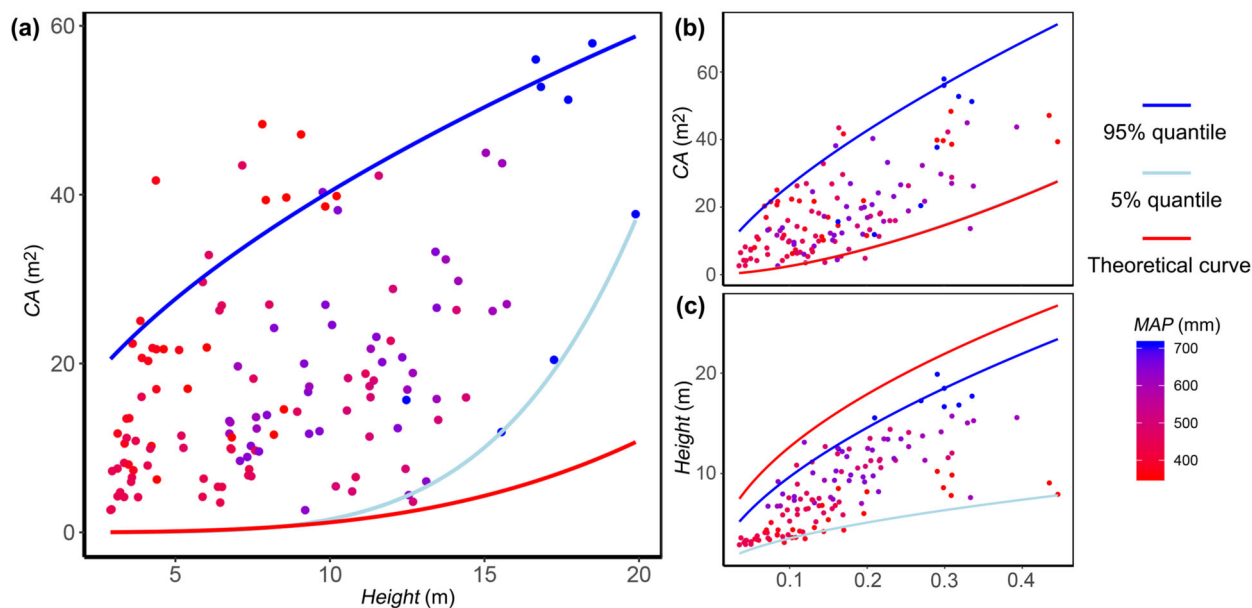 (a)
60
40
20
0
CA (m2)
5
10
15
20
Height (m)
(b)
60
40
20
0
CA (m2)
(c)
20
10
Height (m)
0.1
0.2
0.3
0.4
95% quantile
5% quantile
Theoretical curve
MAP (mm)
700
600
500
400